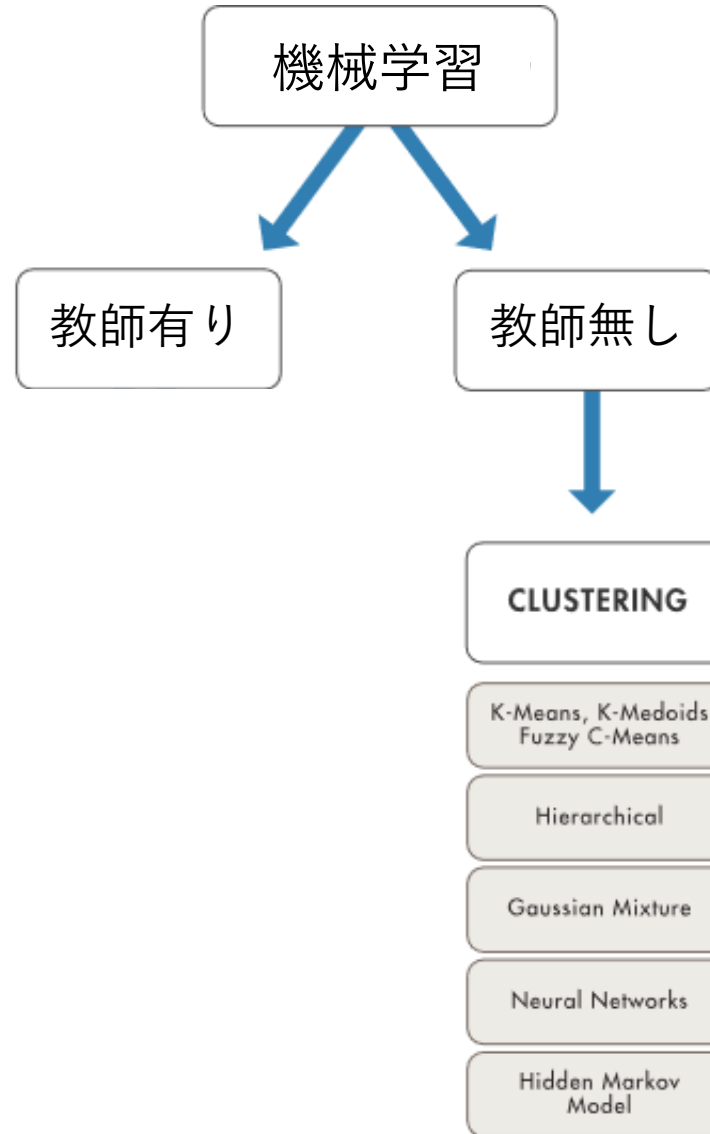 機械学習
教師有り
教師無し
CLUSTERING
K-Means, K-Medoids
Fuzzy C-Means
Hierarchical
Gaussian Mixture
Neural Networks
Hidden Markov
Model